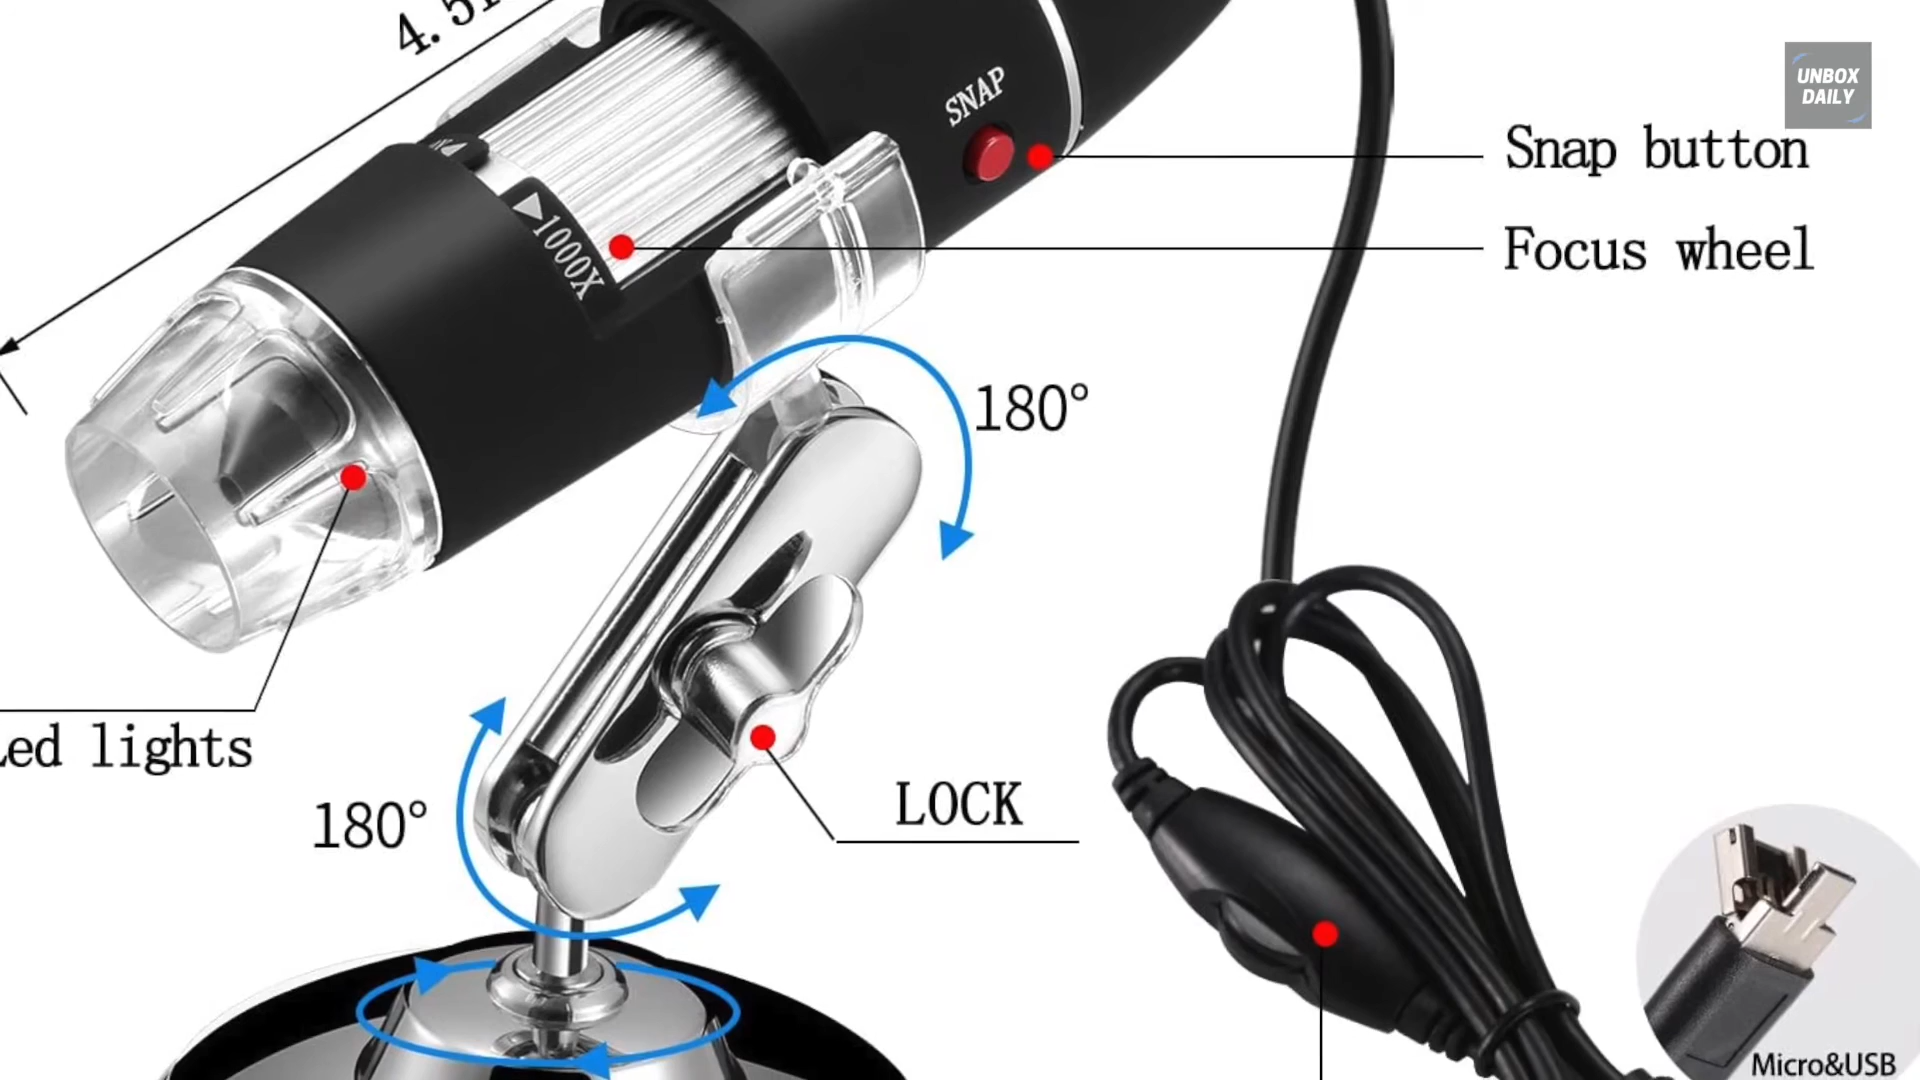 UNBOX
DAILY
SNAP
Snap button
Focus wheel
1000X
180°
Led lights
180°
LOCK
Micro&USB